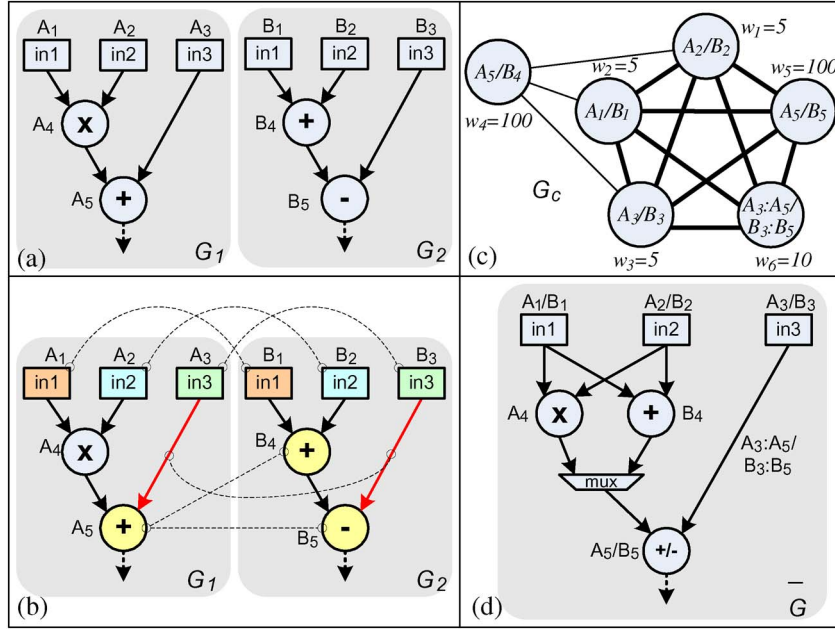 A1 A2 A3
in1 in2 in3
A4 x
A5 +
(a) G1
B1 B2 B3
in1 in2 in3
B4 +
B5 -
G2
w1=5
A2/B2
w2=5
w5=100
A5/B4
A1/B1
A5/B5
w4=100
Gc
A3/B3
A3:A5/
B3:B5
w3=5
w6=10
(c)
A1 A2 A3
in1 in2 in3
A4 x
A5 +
(b) G1
B1 B2 B3
in1 in2 in3
B4 +
B5 -
G2
A1/B1 A2/B2 A3/B3
in1 in2 in3
A4 x + B4
A3:A5/
B3:B5
mux
A5/B5 +/-
(d) G̅